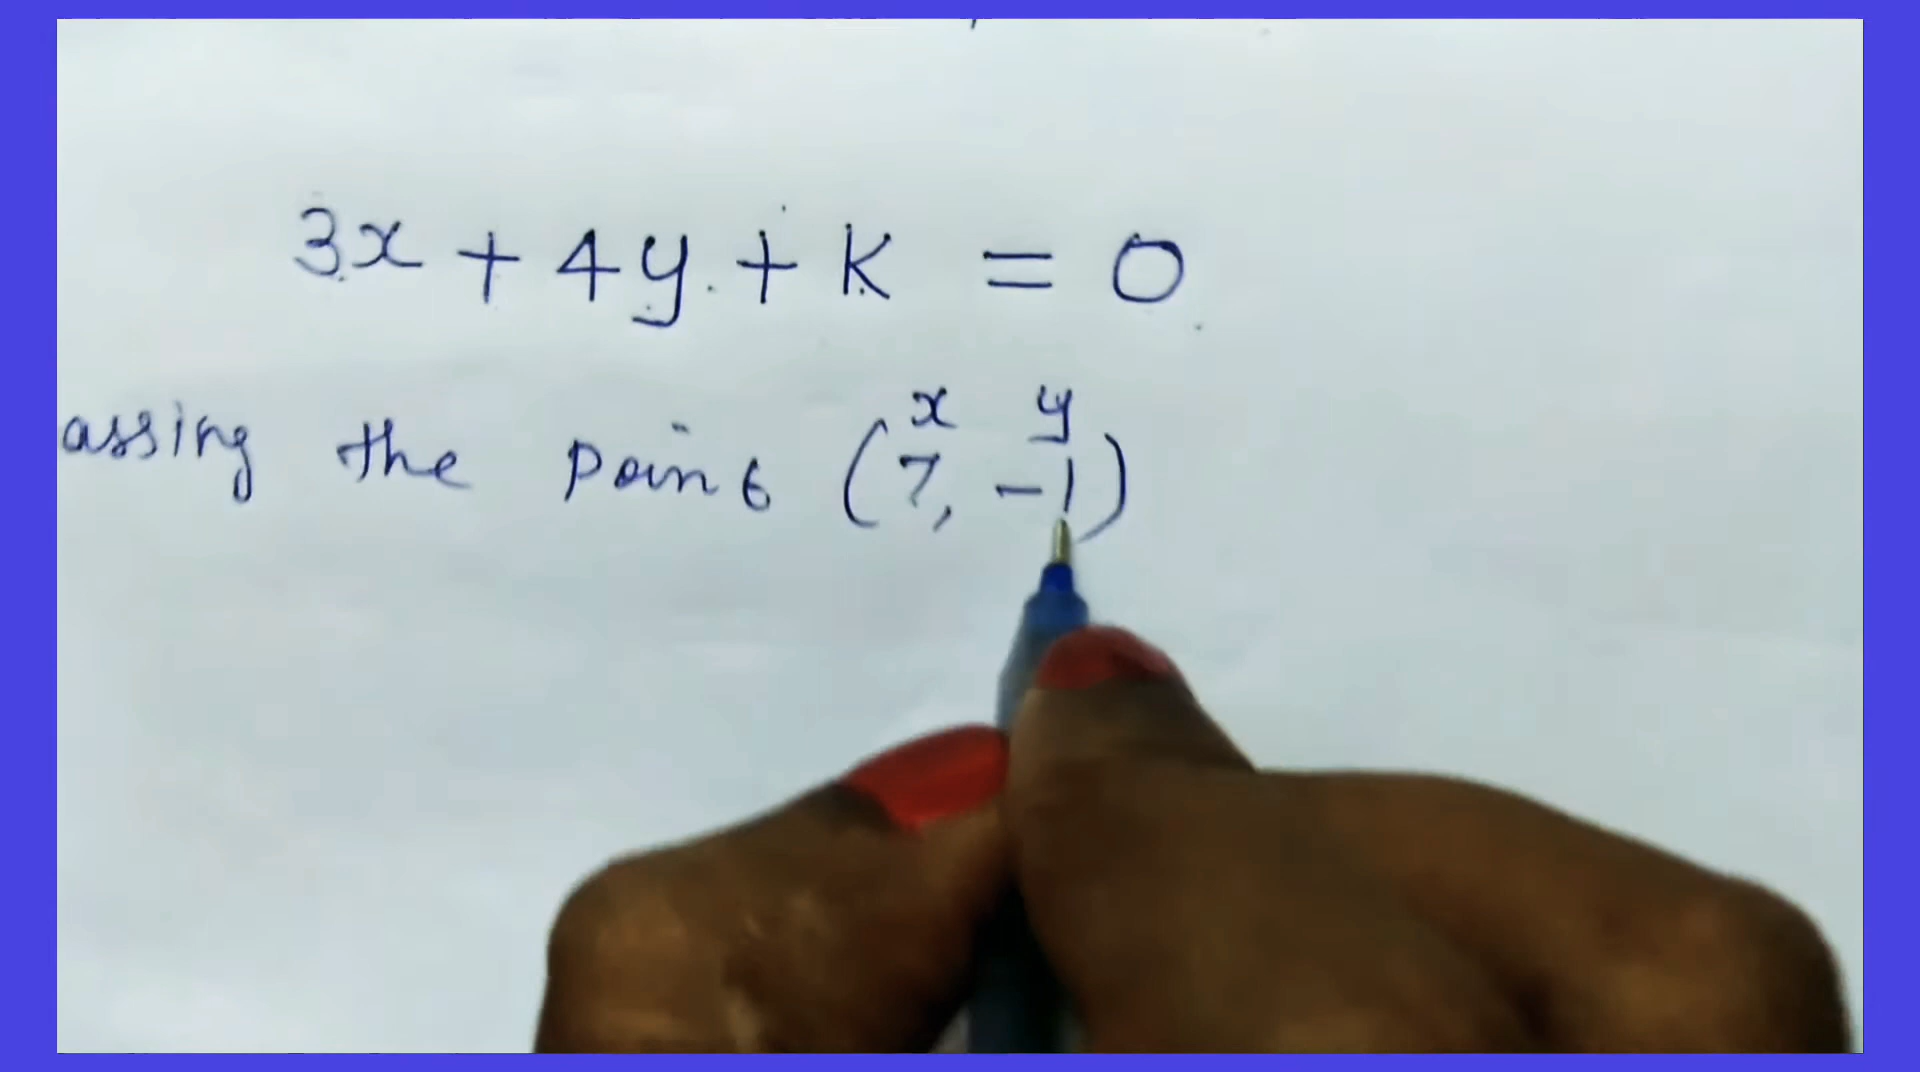 3x + 4y + k = 0
x y
assing the point (7, -1)